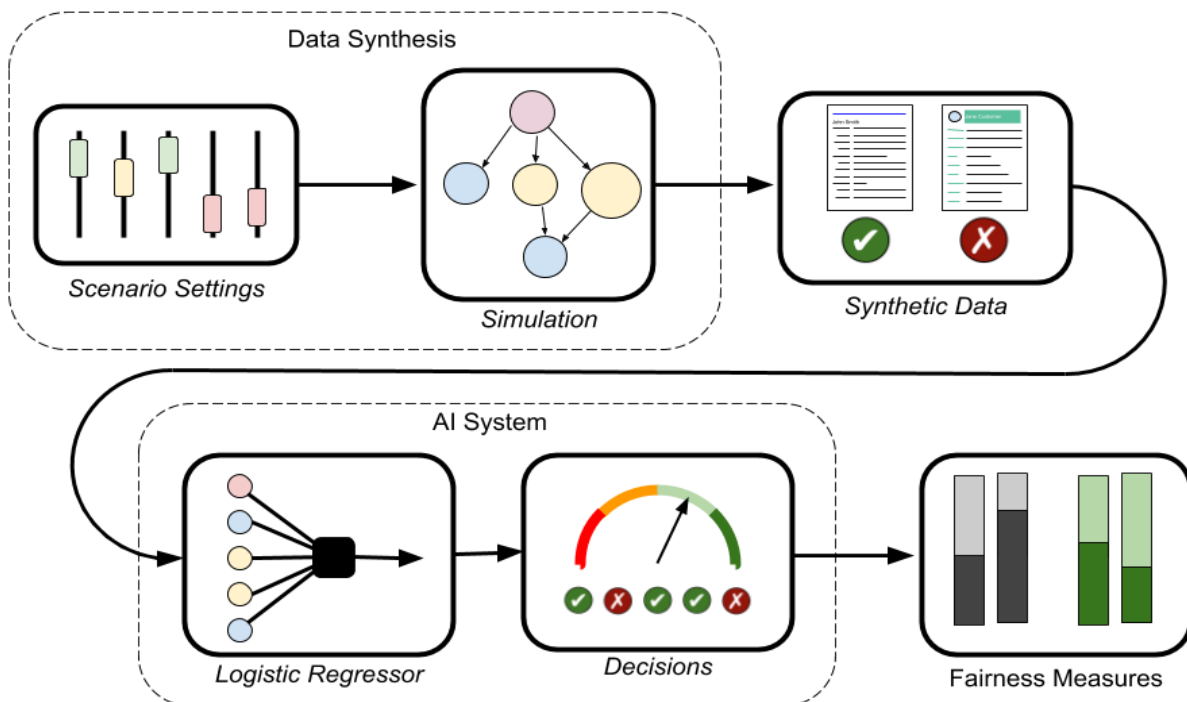 Data Synthesis
John Smith
Jane Customer
Scenario Settings
Simulation
Synthetic Data
AI System
Logistic Regressor
Decisions
Fairness Measures